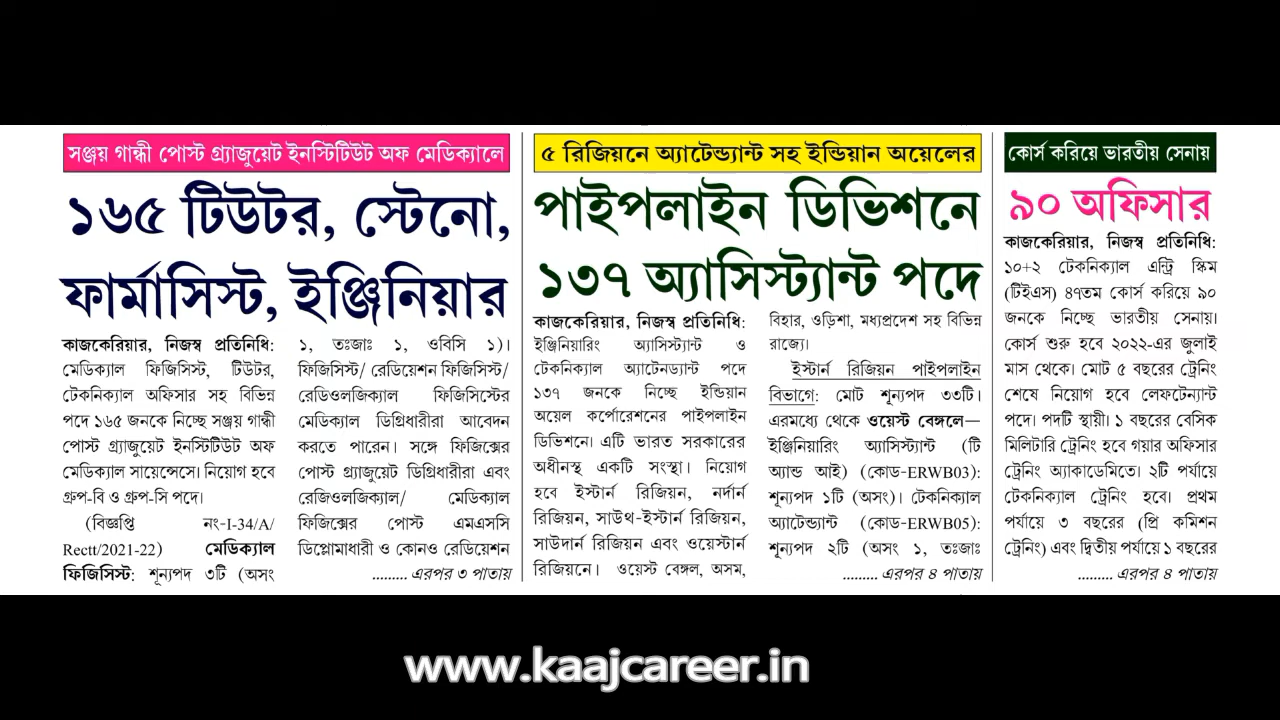 সঞ্জয় গান্ধী পোস্ট গ্র্যাজুয়েট ইনস্টিটিউট অফ মেডিক্যালে
১৬৫ টিউটর, স্টেনো,
ফার্মাসিস্ট, ইঞ্জিনিয়ার
কাজকেরিয়ার, নিজস্ব প্রতিনিধি:
মেডিক্যাল ফিজিসিস্ট, টিউটর,
টেকনিক্যাল অফিসার সহ বিভিন্ন
পদে ১৬৫ জনকে নিচ্ছে সঞ্জয় গান্ধী
পোস্ট গ্র্যাজুয়েট ইনস্টিটিউট অফ
মেডিক্যাল সায়েন্সেসে। নিয়োগ হবে
গ্রুপ-বি ও গ্রুপ-সি পদে।
(বিজ্ঞপ্তি নং-I-34/A/
Rectt/2021-22) মেডিক্যাল
ফিজিসিস্ট: শূন্যপদ ৩টি (অসং
১, তঃজাঃ ১, ওবিসি ১)।
ফিজিসিস্ট/ রেডিয়েশন ফিজিসিস্ট/
রেডিওলজিক্যাল ফিজিসিস্টের
মেডিক্যাল ডিগ্রিধারীরা আবেদন
করতে পারেন। সঙ্গে ফিজিক্সের
পোস্ট গ্র্যাজুয়েট ডিগ্রিধারীরা এবং
রেজিওলজিক্যাল/ মেডিক্যাল
ফিজিক্সের পোস্ট এমএসসি
ডিপ্লোমাধারী ও কোনও রেডিয়েশন
......... এরপর ৩ পাতায়
৫ রিজিয়নে অ্যাটেন্ড্যান্ট সহ ইন্ডিয়ান অয়েলের
পাইপলাইন ডিভিশনে
১৩৭ অ্যাসিস্ট্যান্ট পদে
কাজকেরিয়ার, নিজস্ব প্রতিনিধি:
ইঞ্জিনিয়ারিং অ্যাসিস্ট্যান্ট ও
টেকনিক্যাল অ্যাটেনড্যান্ট পদে
১৩৭ জনকে নিচ্ছে ইন্ডিয়ান
অয়েল কর্পোরেশনের পাইপলাইন
ডিভিশনে। এটি ভারত সরকারের
অধীনস্থ একটি সংস্থা। নিয়োগ
হবে ইস্টার্ন রিজিয়ন, নর্দার্ন
রিজিয়ন, সাউথ-ইস্টার্ন রিজিয়ন,
সাউদার্ন রিজিয়ন এবং ওয়েস্টার্ন
রিজিয়নে। ওয়েস্ট বেঙ্গল, অসম,
বিহার, ওড়িশা, মধ্যপ্রদেশ সহ বিভিন্ন
রাজ্যে।
ইস্টার্ন রিজিয়ন পাইপলাইন
বিভাগে: মোট শূন্যপদ ৩৩টি।
এরমধ্যে থেকে ওয়েস্ট বেঙ্গলে—
ইঞ্জিনিয়ারিং অ্যাসিস্ট্যান্ট (টি
অ্যান্ড আই) (কোড-ERWB03):
শূন্যপদ ১টি (অসং)। টেকনিক্যাল
অ্যাটেন্ড্যান্ট (কোড-ERWB05):
শূন্যপদ ২টি (অসং ১, তঃজাঃ
......... এরপর ৪ পাতায়
কোর্স করিয়ে ভারতীয় সেনায়
৯০ অফিসার
কাজকেরিয়ার, নিজস্ব প্রতিনিধি:
১০+২ টেকনিক্যাল এন্ট্রি স্কিম
(টিইএস) ৪৭তম কোর্স করিয়ে ৯০
জনকে নিচ্ছে ভারতীয় সেনায়।
কোর্স শুরু হবে ২০২২-এর জুলাই
মাস থেকে। মোট ৫ বছরের ট্রেনিং
শেষে নিয়োগ হবে লেফটেন্যান্ট
পদে। পদটি স্থায়ী। ১ বছরের বেসিক
মিলিটারি ট্রেনিং হবে গয়ার অফিসার
ট্রেনিং অ্যাকাডেমিতে। ২টি পর্যায়ে
টেকনিক্যাল ট্রেনিং হবে। প্রথম
পর্যায়ে ৩ বছরের (প্রি কমিশন
ট্রেনিং) এবং দ্বিতীয় পর্যায়ে ১ বছরের
......... এরপর ৪ পাতায়
www.kaajcareer.in